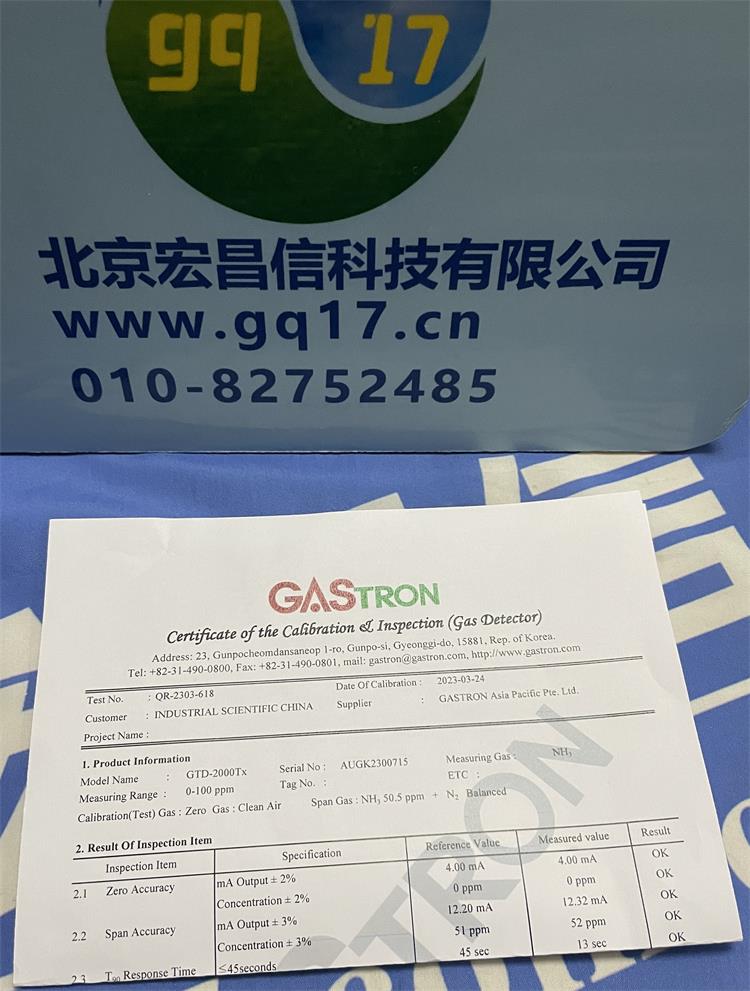 gq 17
北京宏昌信科技有限公司
www.gq17.cn
010-82752485
信
GASTRON
Certificate of the Calibration & Inspection (Gas Detector)
Address: 23, Gunpocheomdansaneop 1-ro, Gunpo-si, Gyeonggi-do, 15881, Rep. of Korea.
Tel: +82-31-490-0800, Fax: +82-31-490-0801, mail: gastron@gastron.com, http://www.gastron.com
Test No. : QR-2303-618 Date Of Calibration : 2023-03-24
Customer : INDUSTRIAL SCIENTIFIC CHINA Supplier : GASTRON Asia Pacific Pte. Ltd.
Project Name :
1. Product Information
Model Name : GTD-2000Tx Serial No : AUGK2300715 Measuring Gas : NH3
Measuring Range : 0-100 ppm Tag No. : ETC :
Calibration(Test) Gas : Zero Gas : Clean Air Span Gas : NH3 50.5 ppm + N2 Balanced
2. Result Of Inspection Item
Inspection Item Specification Reference Value Measured value Result
2.1 Zero Accuracy mA Output ± 2% 4.00 mA 4.00 mA OK
Concentration ± 2% 0 ppm 0 ppm OK
2.2 Span Accuracy mA Output ± 3% 12.20 mA 12.32 mA OK
Concentration ± 3% 51 ppm 52 ppm OK
2.3 T90 Response Time ≤45seconds 45 sec 13 sec OK
STRON